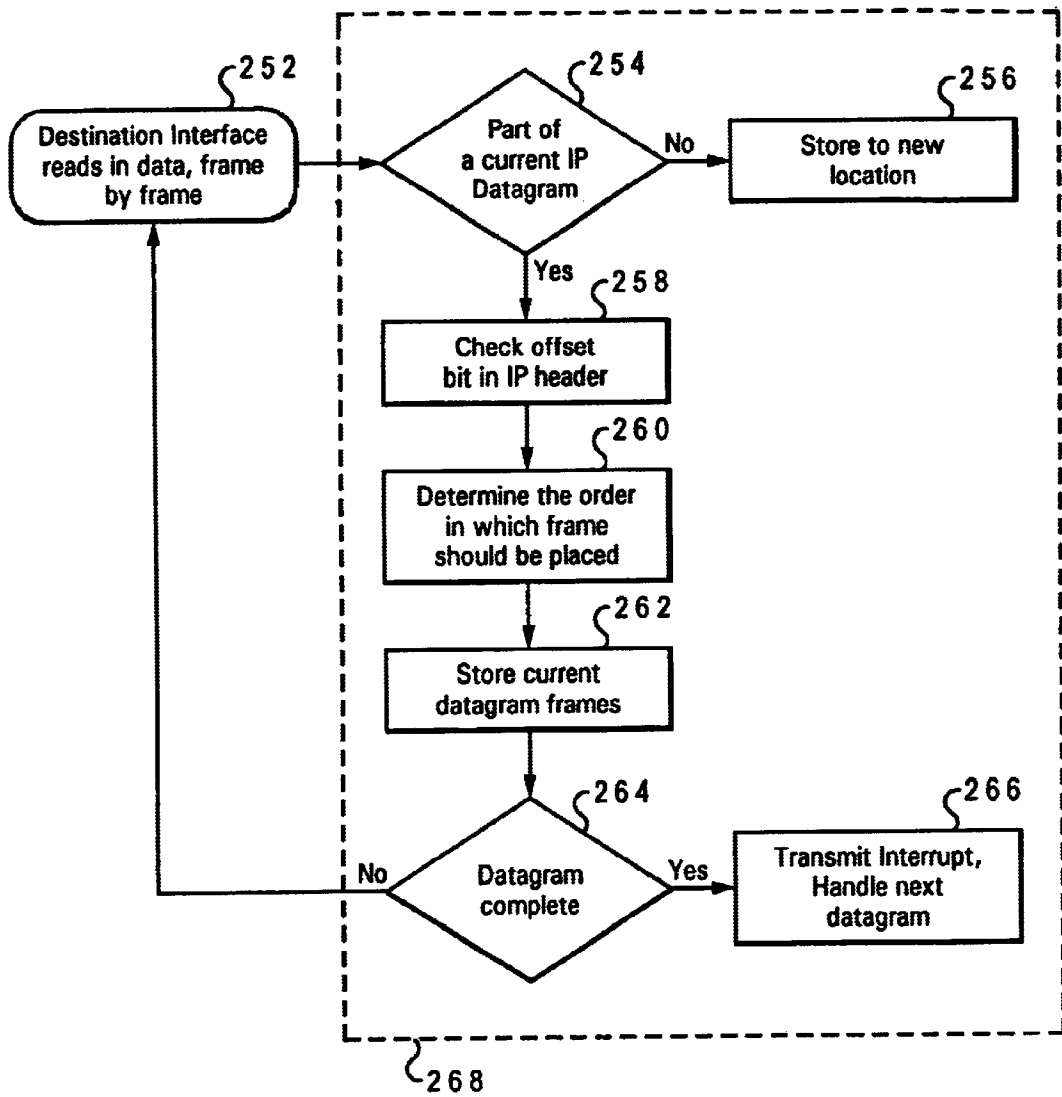 252
Destination Interface
reads in data, frame
by frame
254
Part of
a current IP
Datagram
No
256
Store to new
location
Yes
258
Check offset
bit in IP header
260
Determine the order
in which frame
should be placed
262
Store current
datagram frames
264
Datagram
complete
No
Yes
266
Transmit Interrupt,
Handle next
datagram
268